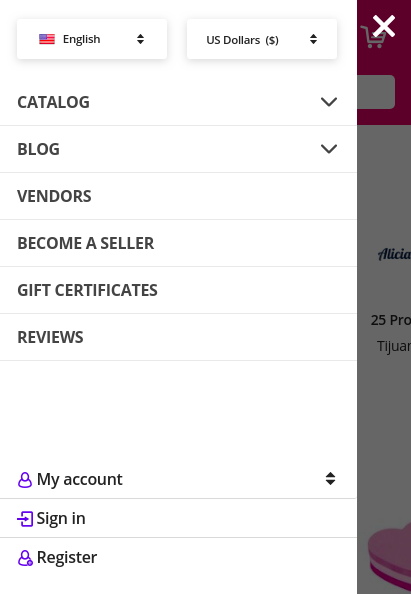 English
US Dollars ($)
CATALOG
BLOG
VENDORS
BECOME A SELLER
GIFT CERTIFICATES
REVIEWS
Alicia
25 Pro
Tijuar
My account
Sign in
Register